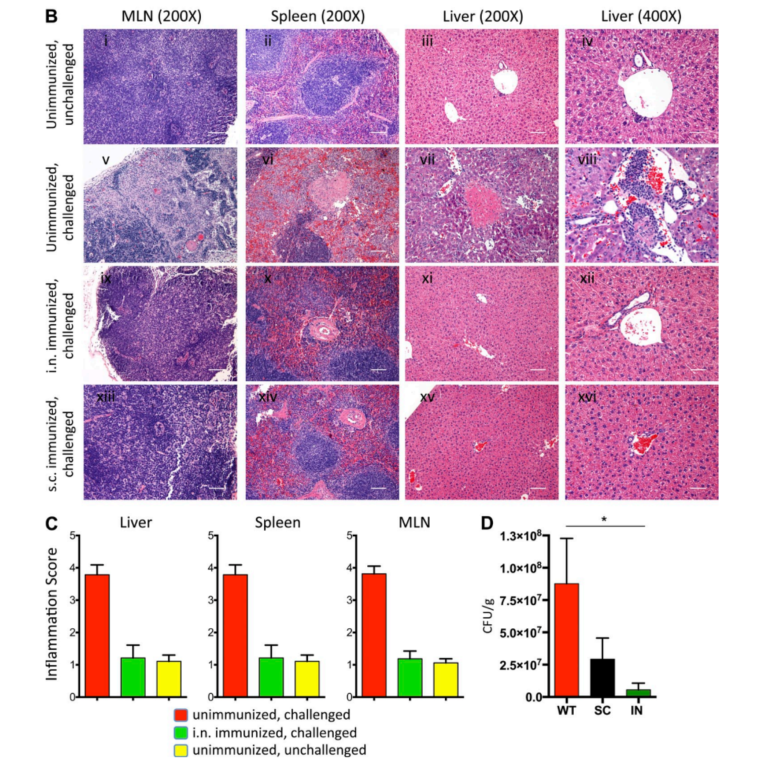 B
MLN (200X) Spleen (200X) Liver (200X) Liver (400X)
Unimmunized, unchallenged
i ii iii iv
Unimmunized, challenged
v vi vii viii
i.n. immunized, challenged
ix x xi xii
s.c. immunized, challenged
xiii xiv xv xvi
C
Liver Spleen MLN
Inflammation Score
5 5 5
4 4 4
3 3 3
2 2 2
1 1 1
0 0 0
unimmunized, challenged
i.n. immunized, challenged
unimmunized, unchallenged
D
*
CFU/g
1.3×10⁸
1.0×10⁸
7.5×10⁷
5.0×10⁷
2.5×10⁷
0.0
WT SC IN